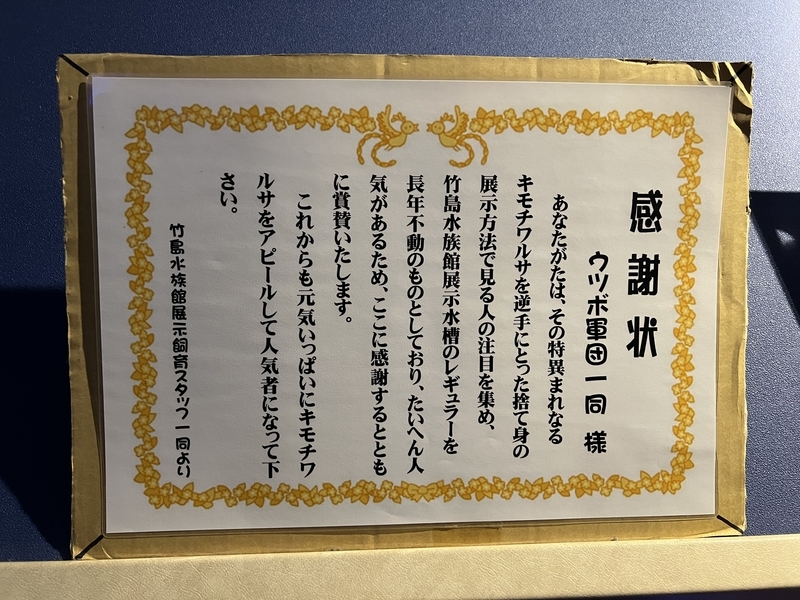 感謝状
ウツボ軍団一同 様
あなたがたは、その特異まれなる
キモチワルサを逆手にとった捨て身の
展示方法で見る人の注目を集め、
竹島水族館展示水槽のレギュラーを
長年不動のものとしており、たいへん人
気があるため、ここに感謝するととも
に賞賛いたします。
これからも元気いっぱいにキモチワ
ルサをアピールして人気者になって下
さい。
竹島水族館展示飼育スタッフ一同より